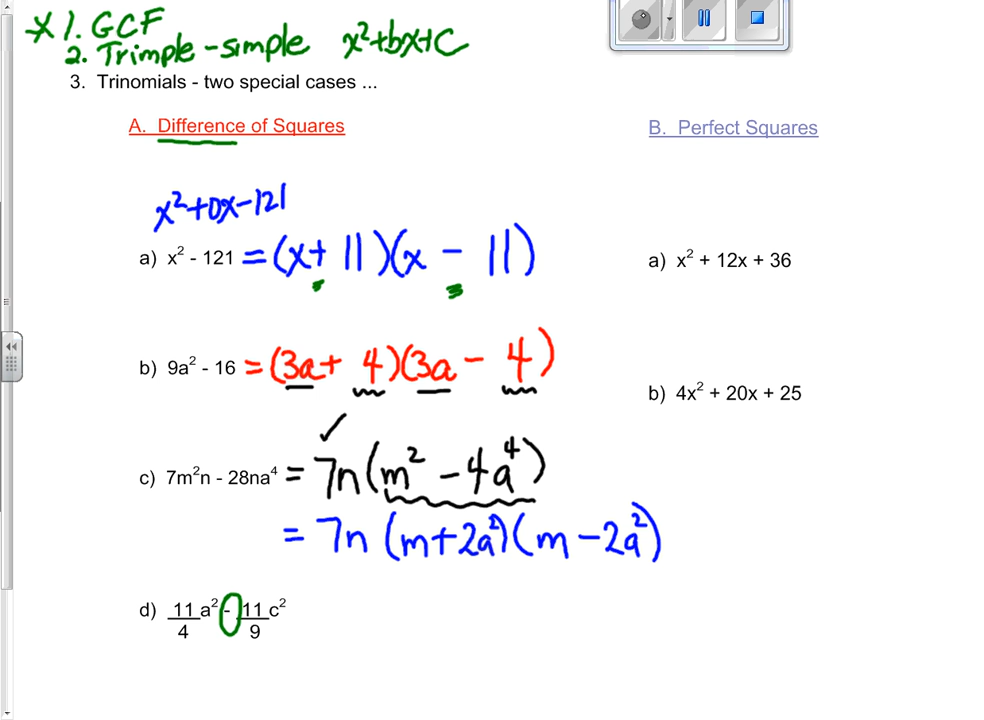 * 1. GCF
2. Trimple - simple x²+bx+c
3. Trinomials - two special cases ...
A. Difference of Squares
x²+0x-121
a) x² - 121 = (x+ 11)(x - 11)
b) 9a² - 16 = (3a+ 4)(3a - 4)
✓
c) 7m²n - 28na⁴ = 7n(m² - 4a⁴)
= 7n (m+2a²)(m-2a²)
d) 11/4 a² - 11/9 c²
B. Perfect Squares
a) x² + 12x + 36
b) 4x² + 20x + 25